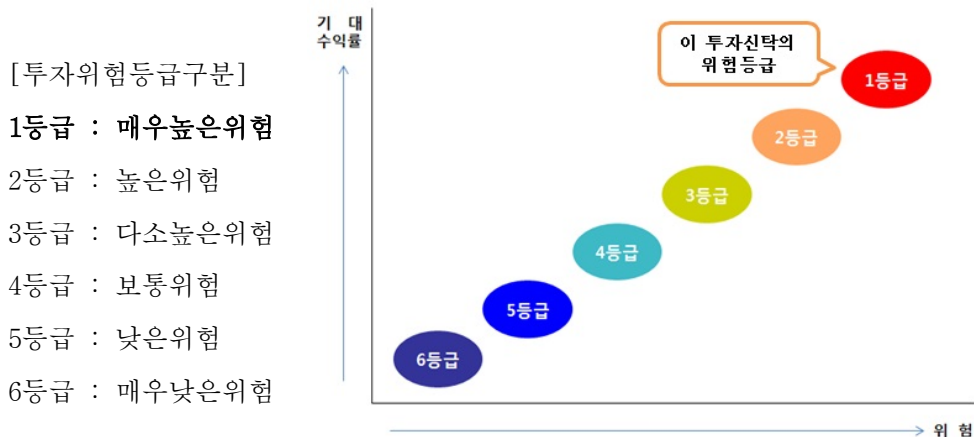 [투자위험등급구분]
1등급 : 매우높은위험
2등급 : 높은위험
3등급 : 다소높은위험
4등급 : 보통위험
5등급 : 낮은위험
6등급 : 매우낮은위험
기 대
수익률
이 투자신탁의
위험등급
1등급
2등급
3등급
4등급
5등급
6등급
위 험